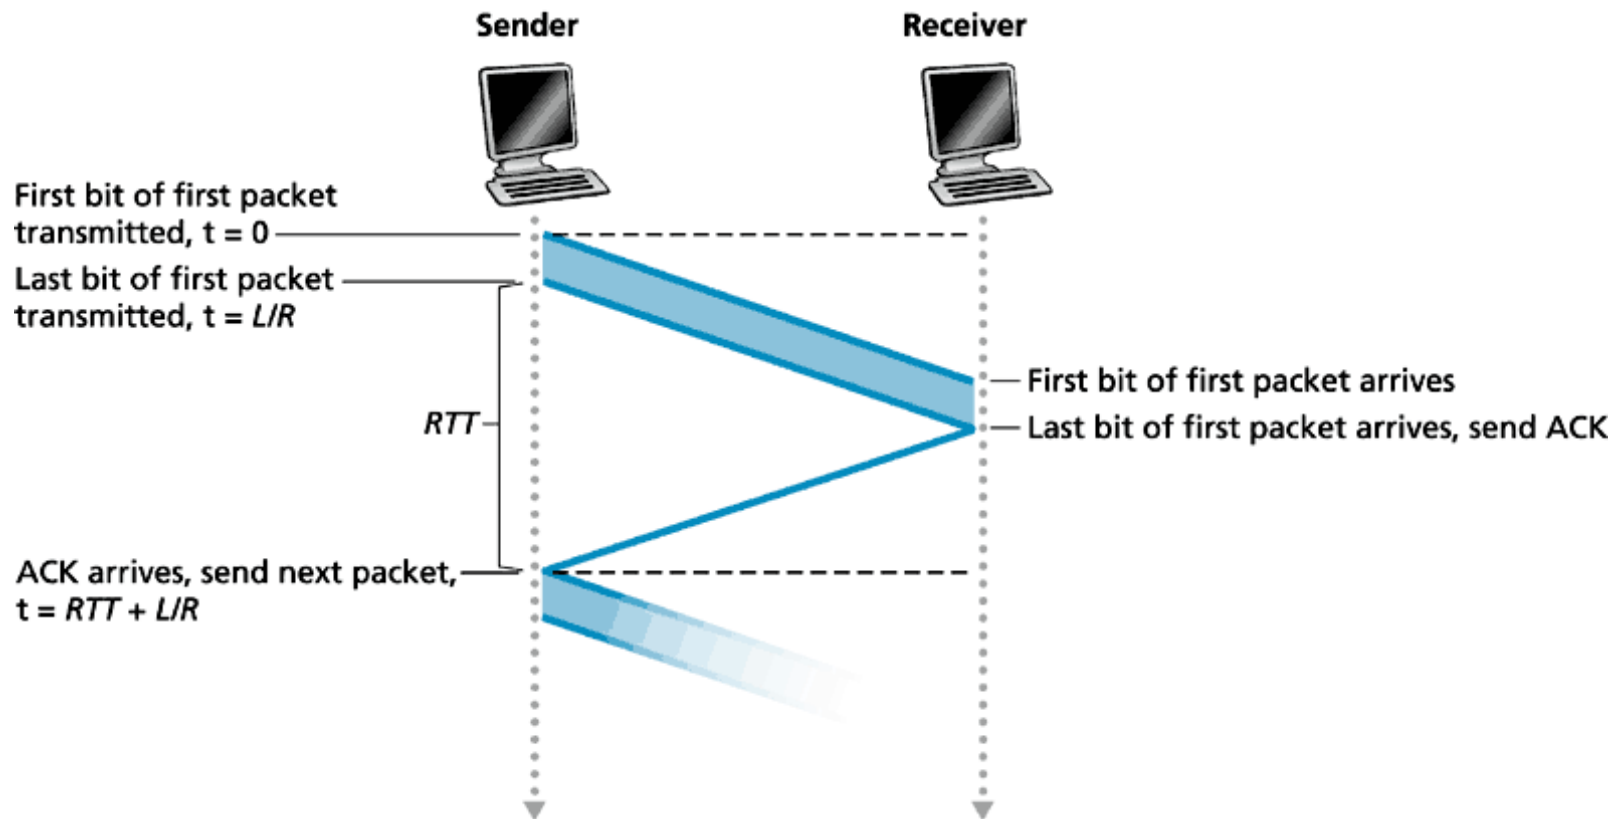 Sender
Receiver
First bit of first packet
transmitted, t = 0
Last bit of first packet
transmitted, t = L/R
First bit of first packet arrives
RTT
Last bit of first packet arrives, send ACK
ACK arrives, send next packet,
t = RTT + L/R